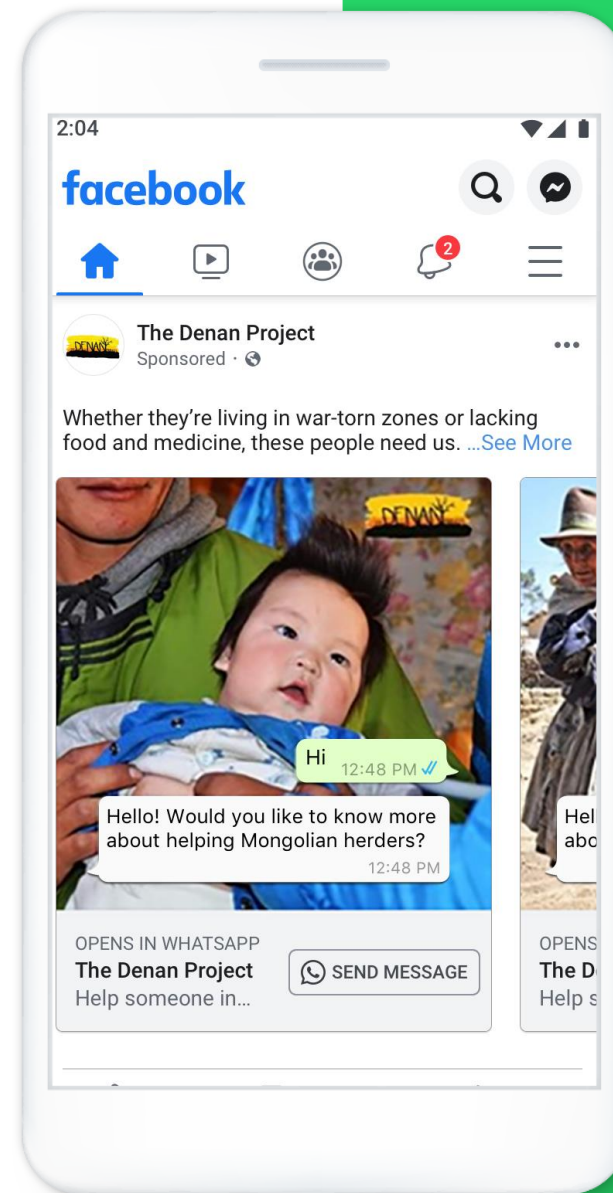 2:04
facebook
2
DENAN
The Denan Project
Sponsored ·
Whether they're living in war-torn zones or lacking
food and medicine, these people need us. ...See More
DENAN
Hi
12:48 PM
Hello! Would you like to know more
about helping Mongolian herders?
12:48 PM
Hel
abo
OPENS IN WHATSAPP
The Denan Project
Help someone in...
SEND MESSAGE
OPENS
The D
Help s